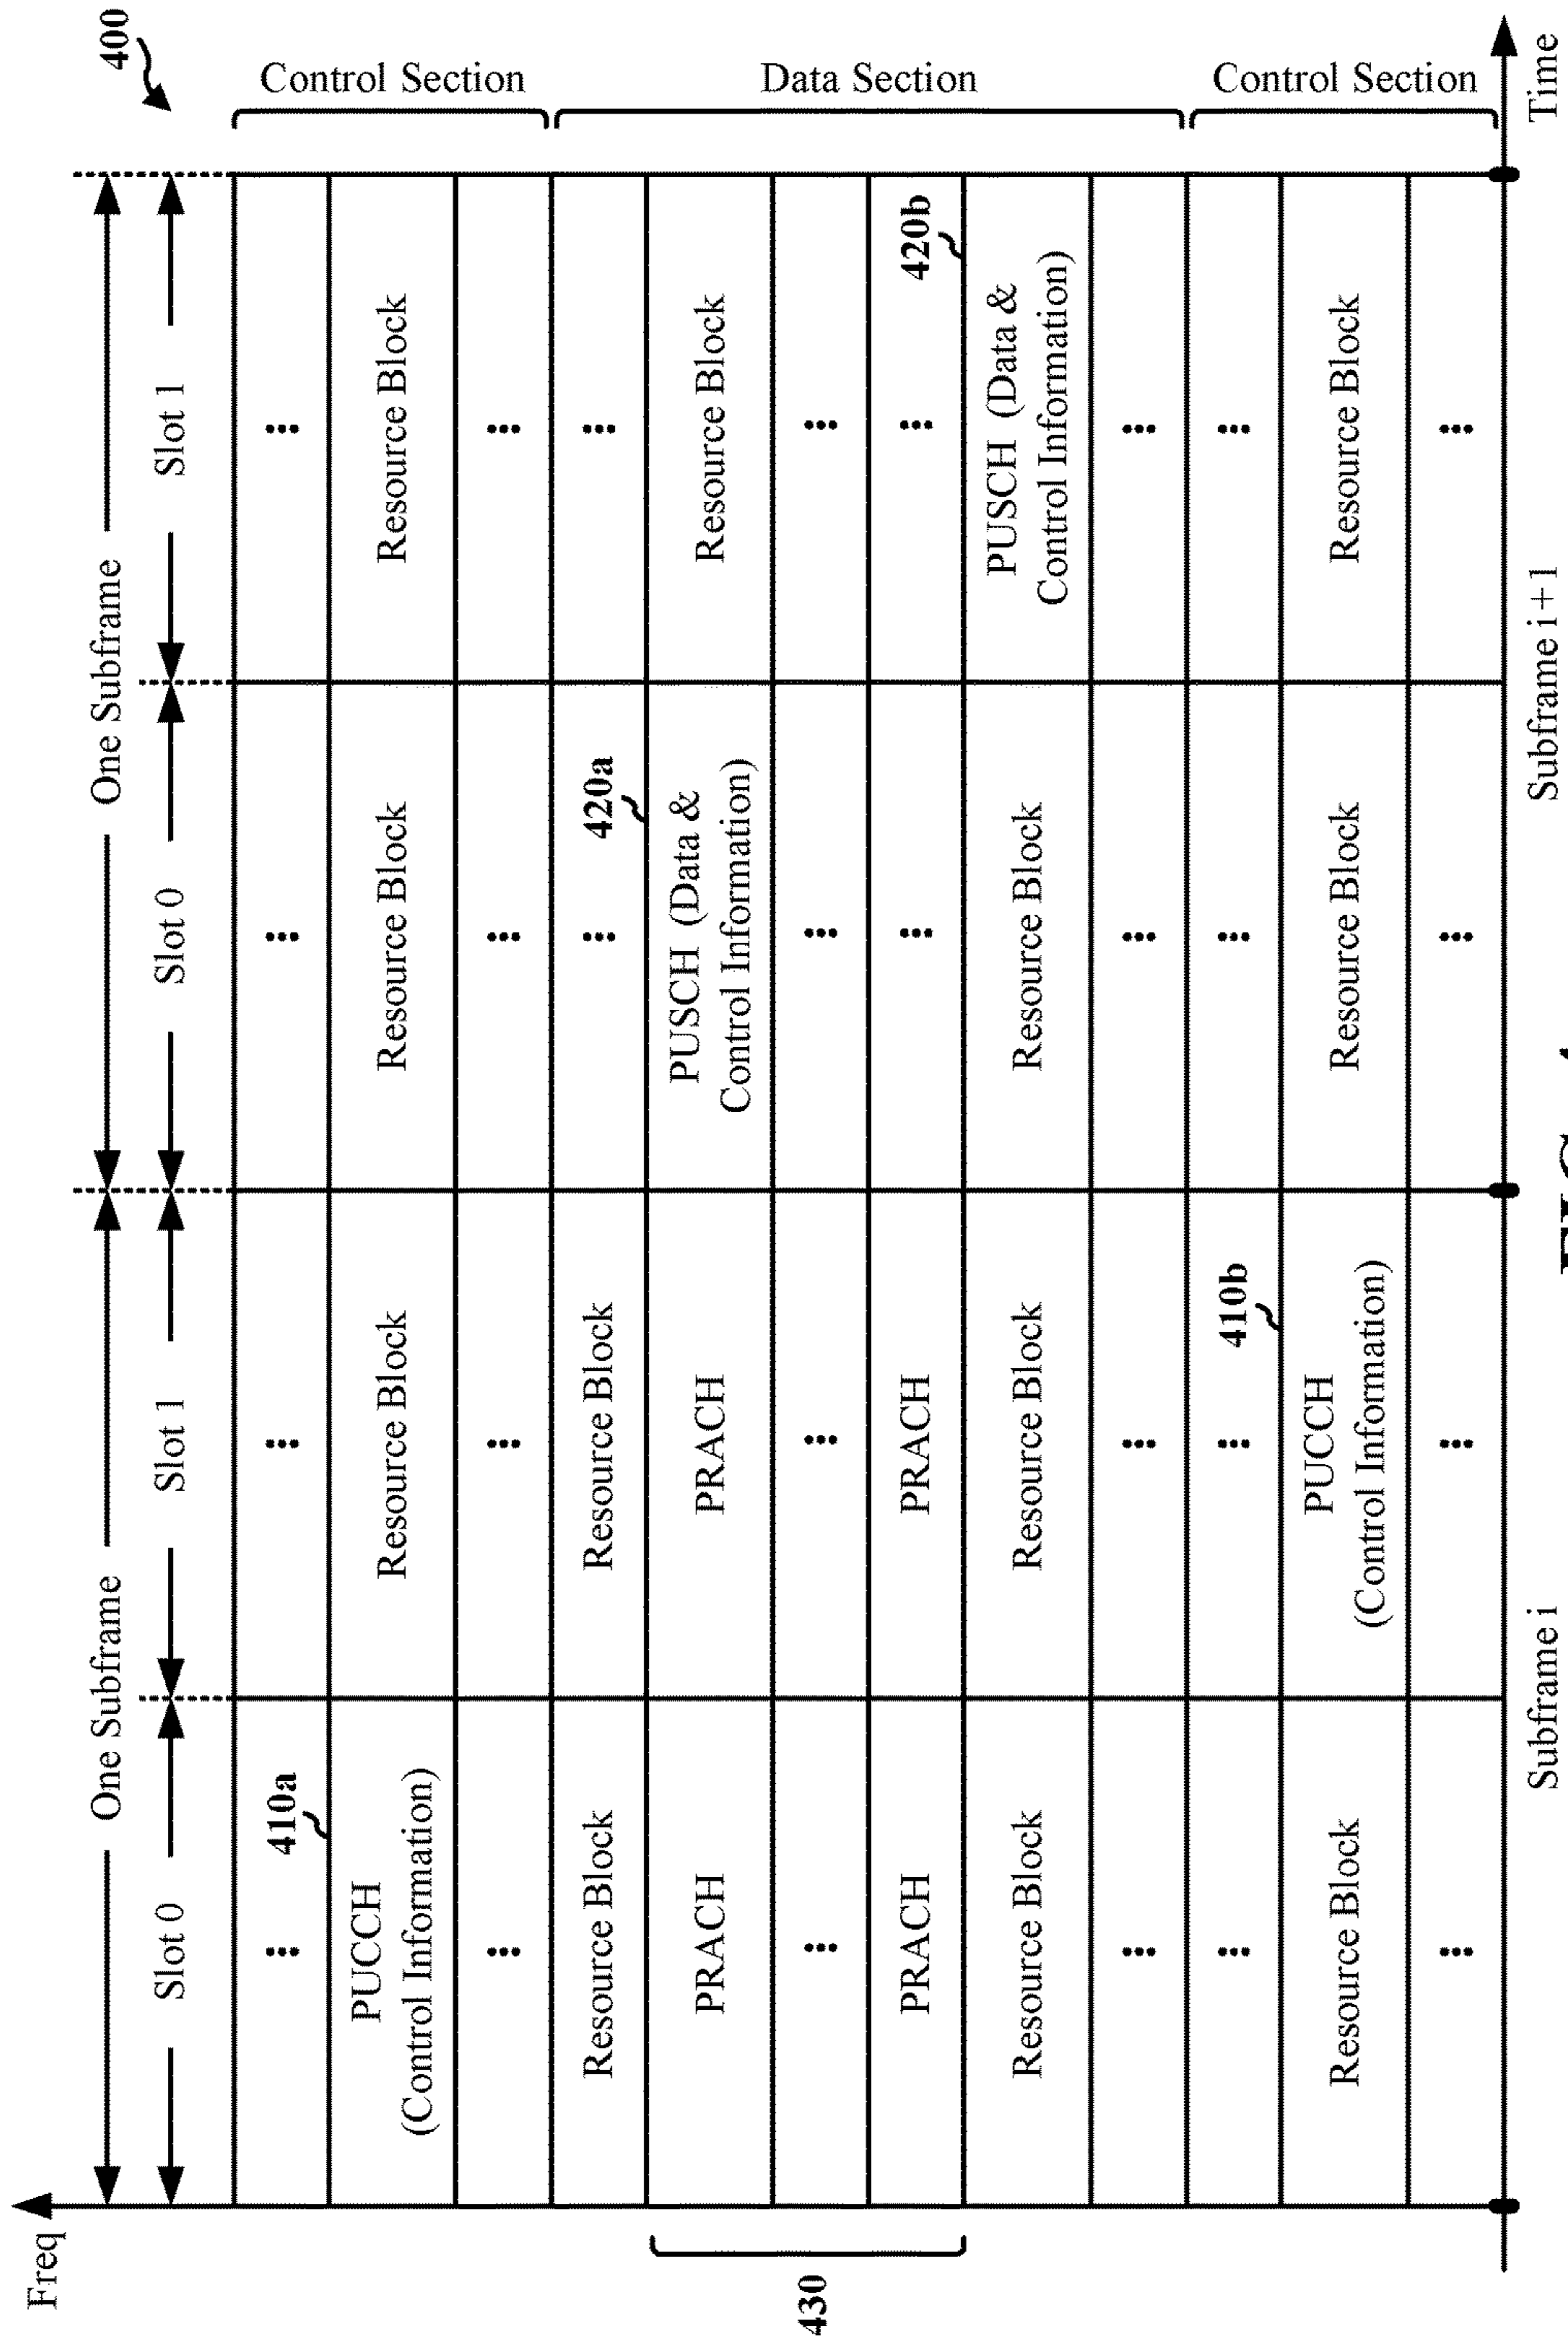 400
Freq
One Subframe
One Subframe
Slot 0
Slot 1
Slot 0
Slot 1
...
410a
...
...
...
Control Section
PUCCH
(Control Information)
Resource Block
Resource Block
Resource Block
...
...
...
...
Resource Block
Resource Block
...
420a
...
PRACH
PRACH
PUSCH (Data &
Control Information)
Resource Block
430
...
...
...
...
Data Section
PRACH
PRACH
...
...
420b
Resource Block
Resource Block
Resource Block
PUSCH (Data &
Control Information)
...
...
...
...
...
...
410b
...
...
Control Section
Resource Block
PUCCH
(Control Information)
Resource Block
Resource Block
...
...
...
...
Subframe i
Subframe i+1
Time